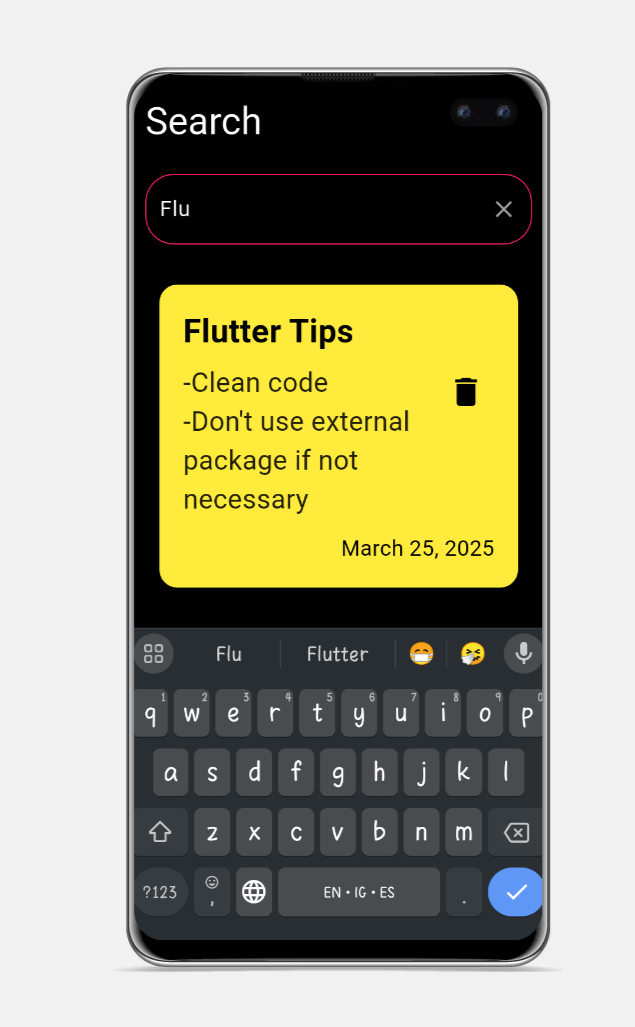 Search
Flu
Flutter Tips
-Clean code
-Don't use external
package if not
necessary
March 25, 2025
Flu Flutter
1 2 3 4 5 6 7 8 9 0
q w e r t y u i o p
a s d f g h j k l
z x c v b n m
?123 , EN • IG • ES .